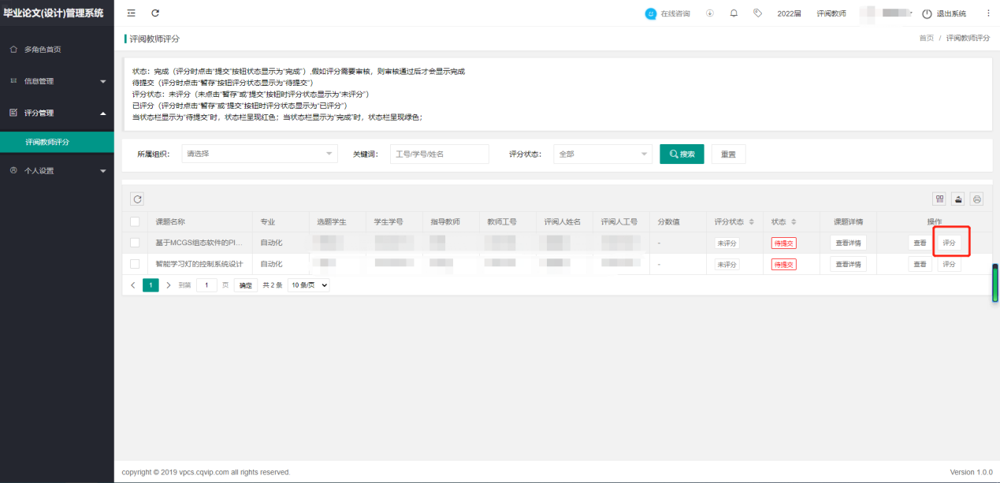 毕业论文(设计)管理系统
在线咨询
2022届
评阅教师
退出系统
多角色首页
信息管理
评分管理
评阅教师评分
个人设置
评阅教师评分
首页 / 评阅教师评分
状态：完成（评分时点击“提交”按钮状态显示为“完成”）,假如评分需要审核，则审核通过后才会显示完成
待提交（评分时点击“暂存”按钮评分状态显示为“待提交”）
评分状态：未评分（未点击“暂存”或“提交”按钮时评分状态显示为“未评分”）
已评分（评分时点击“暂存”或“提交”按钮时评分状态显示为“已评分”）
当状态栏显示为“待提交”时，状态栏呈现红色；当状态栏显示为“完成”时，状态栏呈现绿色；
所属组织： 请选择 关键词： 工号/学号/姓名 评分状态： 全部 搜索 重置
课题名称 专业 选题学生 学生学号 指导教师 教师工号 评阅人姓名 评阅人工号 分数值 评分状态 状态 课题详情 操作
基于MCGS组态软件的PI... 自动化 - 未评分 待提交 查看详情 查看 评分
智能学习灯的控制系统设计 自动化 - 未评分 待提交 查看详情 查看 评分
1 到第 1 页 确定 共 2 条 10 条/页
copyright © 2019 vpcs.cqvip.com all rights reserved.
Version 1.0.0